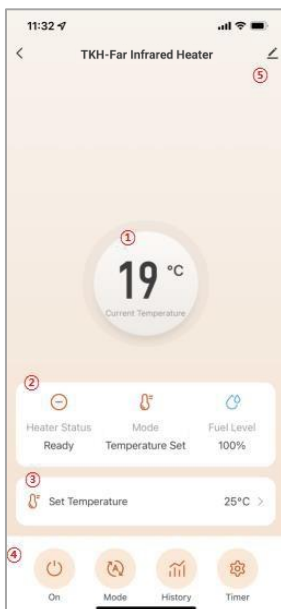 11:32
TKH-Far Infrared Heater
⑤
①
19 °C
Current Temperature
②
Heater Status Mode Fuel Level
Ready Temperature Set 100%
③
Set Temperature 25°C >
④
On Mode History Timer